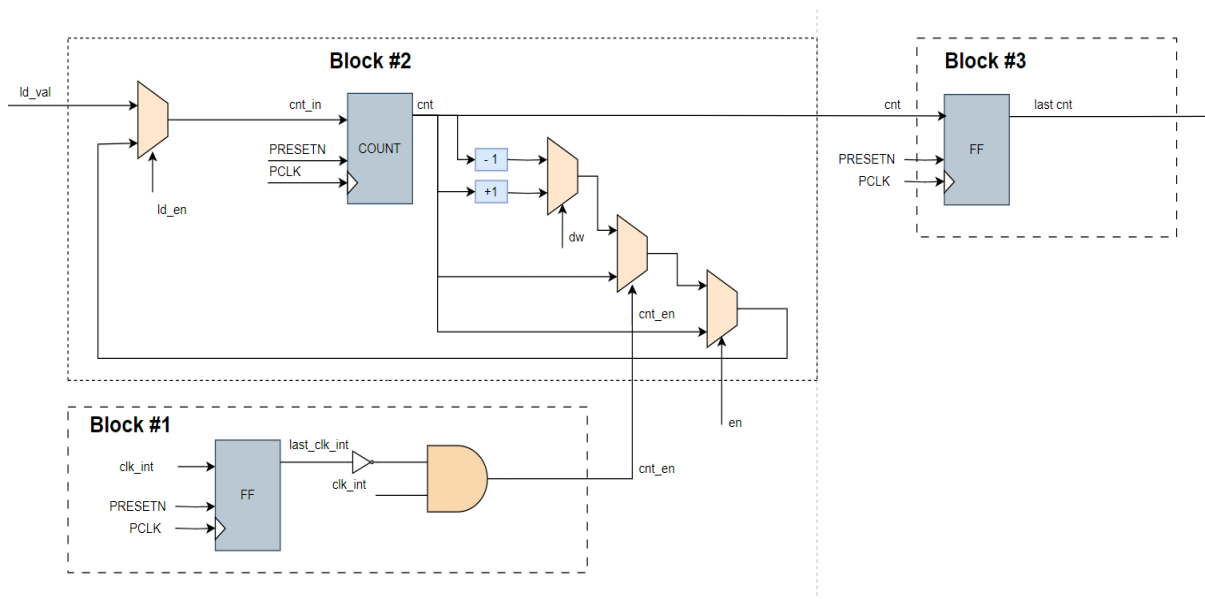 Block #2
Block #3
ld_val
cnt_in
cnt
cnt
last cnt
PRESETN
PCLK
COUNT
- 1
+1
PRESETN
PCLK
FF
ld_en
dw
cnt_en
en
Block #1
last_clk_int
clk_int
clk_int
cnt_en
FF
PRESETN
PCLK